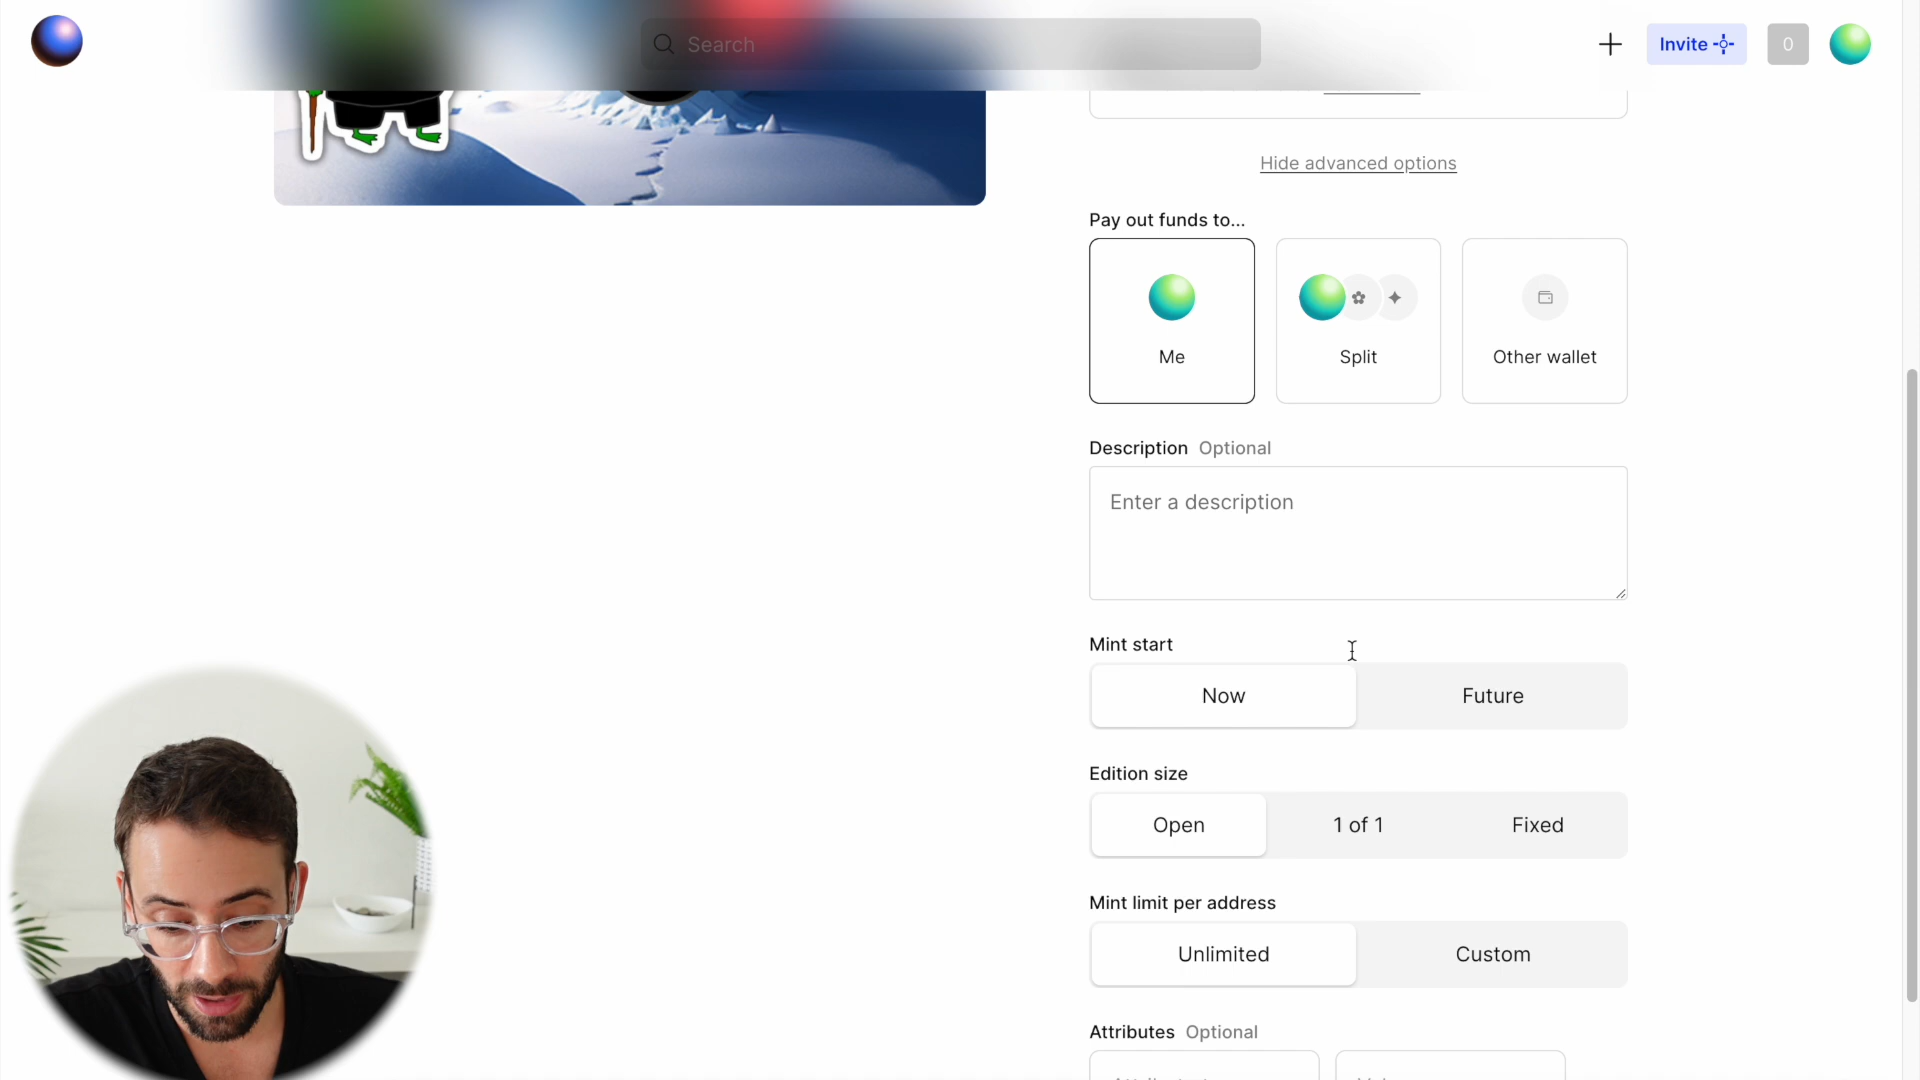 Search
Invite
0
Hide advanced options
Pay out funds to...
Me
Split
Other wallet
Description Optional
Enter a description
Mint start
Now
Future
Edition size
Open
1 of 1
Fixed
Mint limit per address
Unlimited
Custom
Attributes Optional